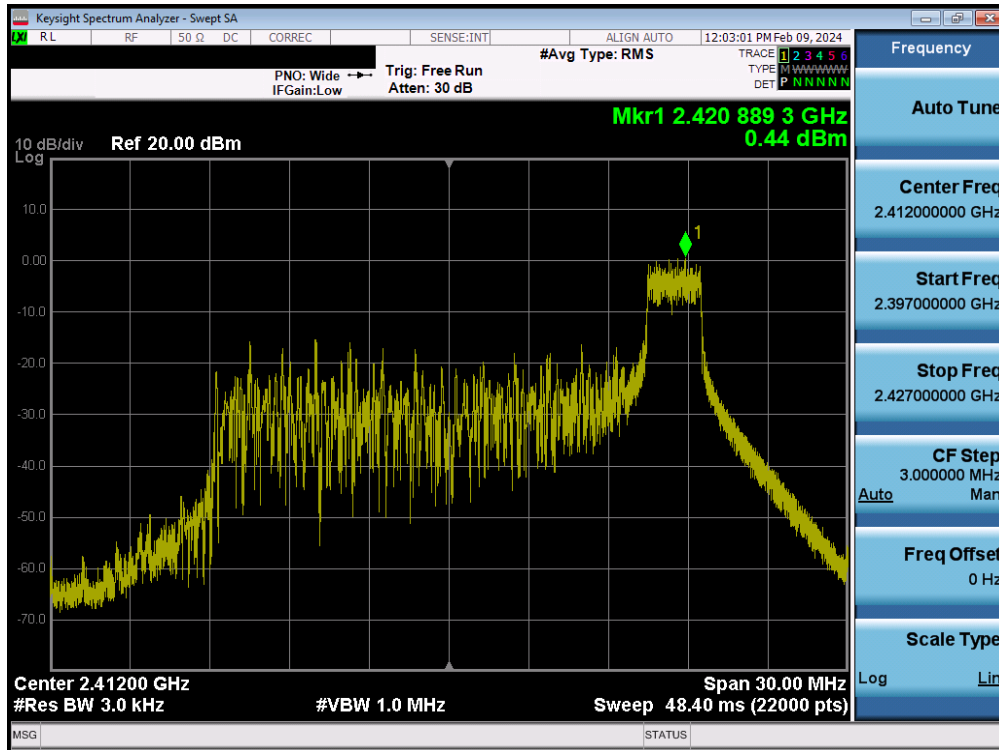 Keysight Spectrum Analyzer - Swept SA
LXI RL RF 50 Ω DC CORREC SENSE:INT ALIGN AUTO 12:03:01 PM Feb 09, 2024
PNO: Wide
IFGain:Low
Trig: Free Run
Atten: 30 dB
#Avg Type: RMS
TRACE 1 2 3 4 5 6
TYPE M W W W W W
DET P N N N N N
Mkr1 2.420 889 3 GHz
0.44 dBm
10 dB/div Ref 20.00 dBm
Log
10.0
0.00
-10.0
-20.0
-30.0
-40.0
-50.0
-60.0
-70.0
1
Center 2.41200 GHz Span 30.00 MHz
#Res BW 3.0 kHz #VBW 1.0 MHz Sweep 48.40 ms (22000 pts)
MSG STATUS
Frequency
Auto Tune
Center Freq
2.412000000 GHz
Start Freq
2.397000000 GHz
Stop Freq
2.427000000 GHz
CF Step
3.000000 MHz
Auto Man
Freq Offset
0 Hz
Scale Type
Log Lin